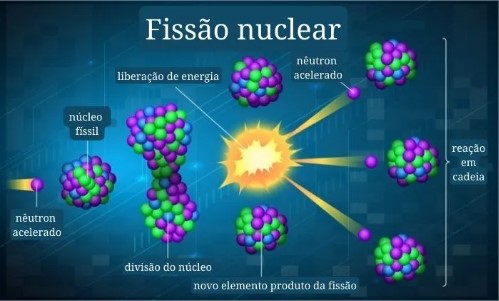 Fissão nuclear
liberação de energia
nêutron
acelerado
núcleo
físsil
reação
em
cadeia
nêutron
acelerado
divisão do núcleo
novo elemento produto da fissão